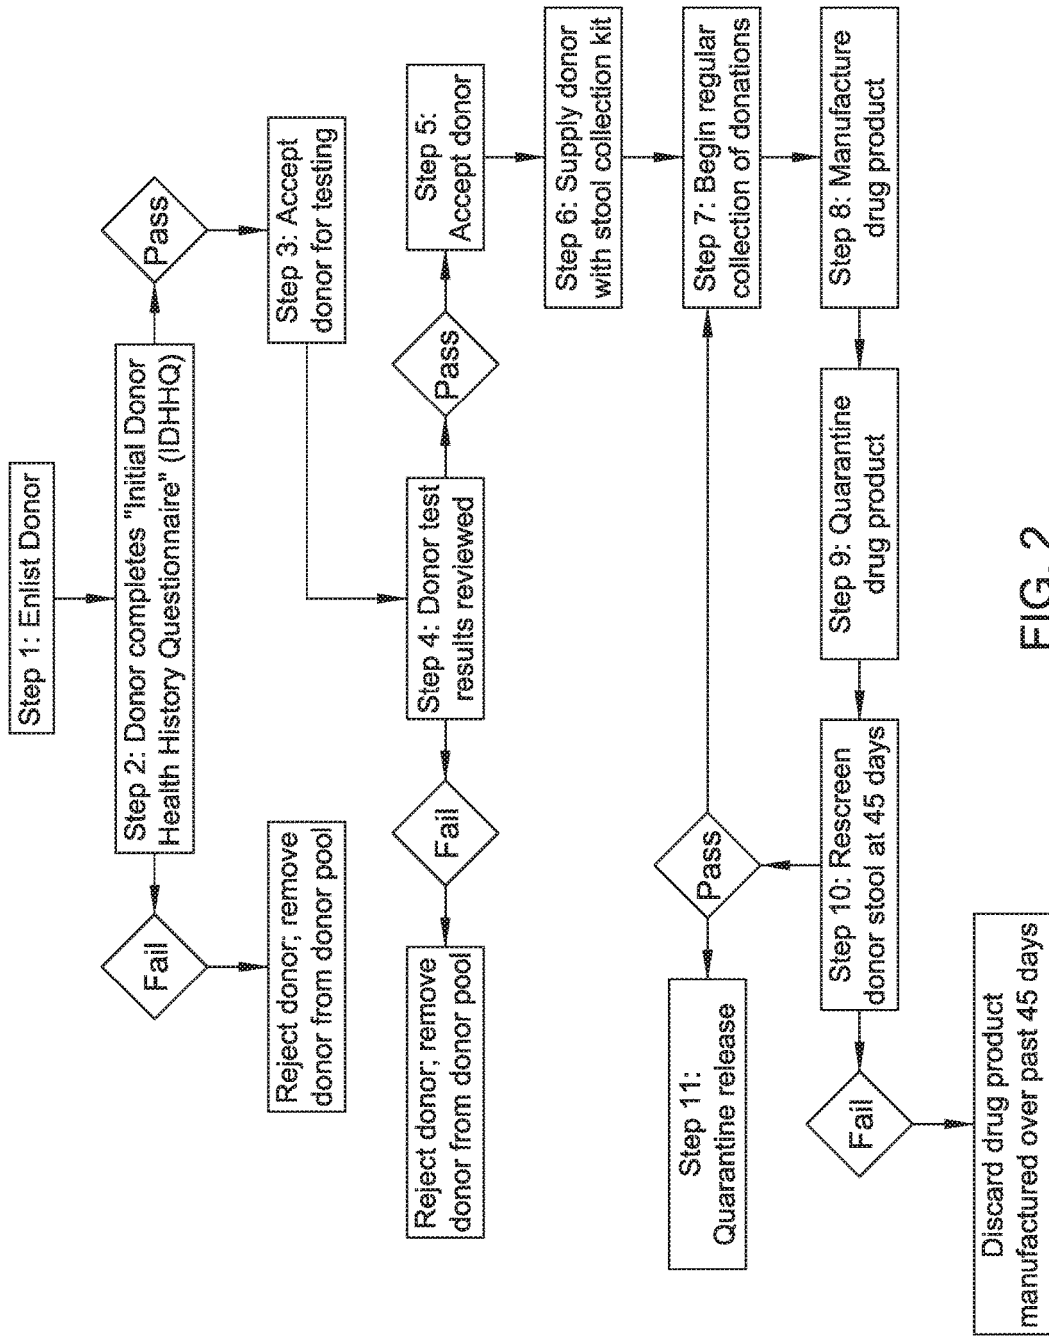 Step 1: Enlist Donor
Step 2: Donor completes "Initial Donor
Health History Questionnaire" (IDHHQ)
Fail
Pass
Reject donor; remove
donor from donor pool
Step 3: Accept
donor for testing
Reject donor; remove
donor from donor pool
Fail
Step 4: Donor test
results reviewed
Pass
Step 5:
Accept donor
Step 6: Supply donor
with stool collection kit
Step 11:
Quarantine release
Pass
Step 7: Begin regular
collection of donations
Fail
Step 10: Rescreen
donor stool at 45 days
Step 9: Quarantine
drug product
Step 8: Manufacture
drug product
Discard drug product
manufactured over past 45 days
FIG. 2